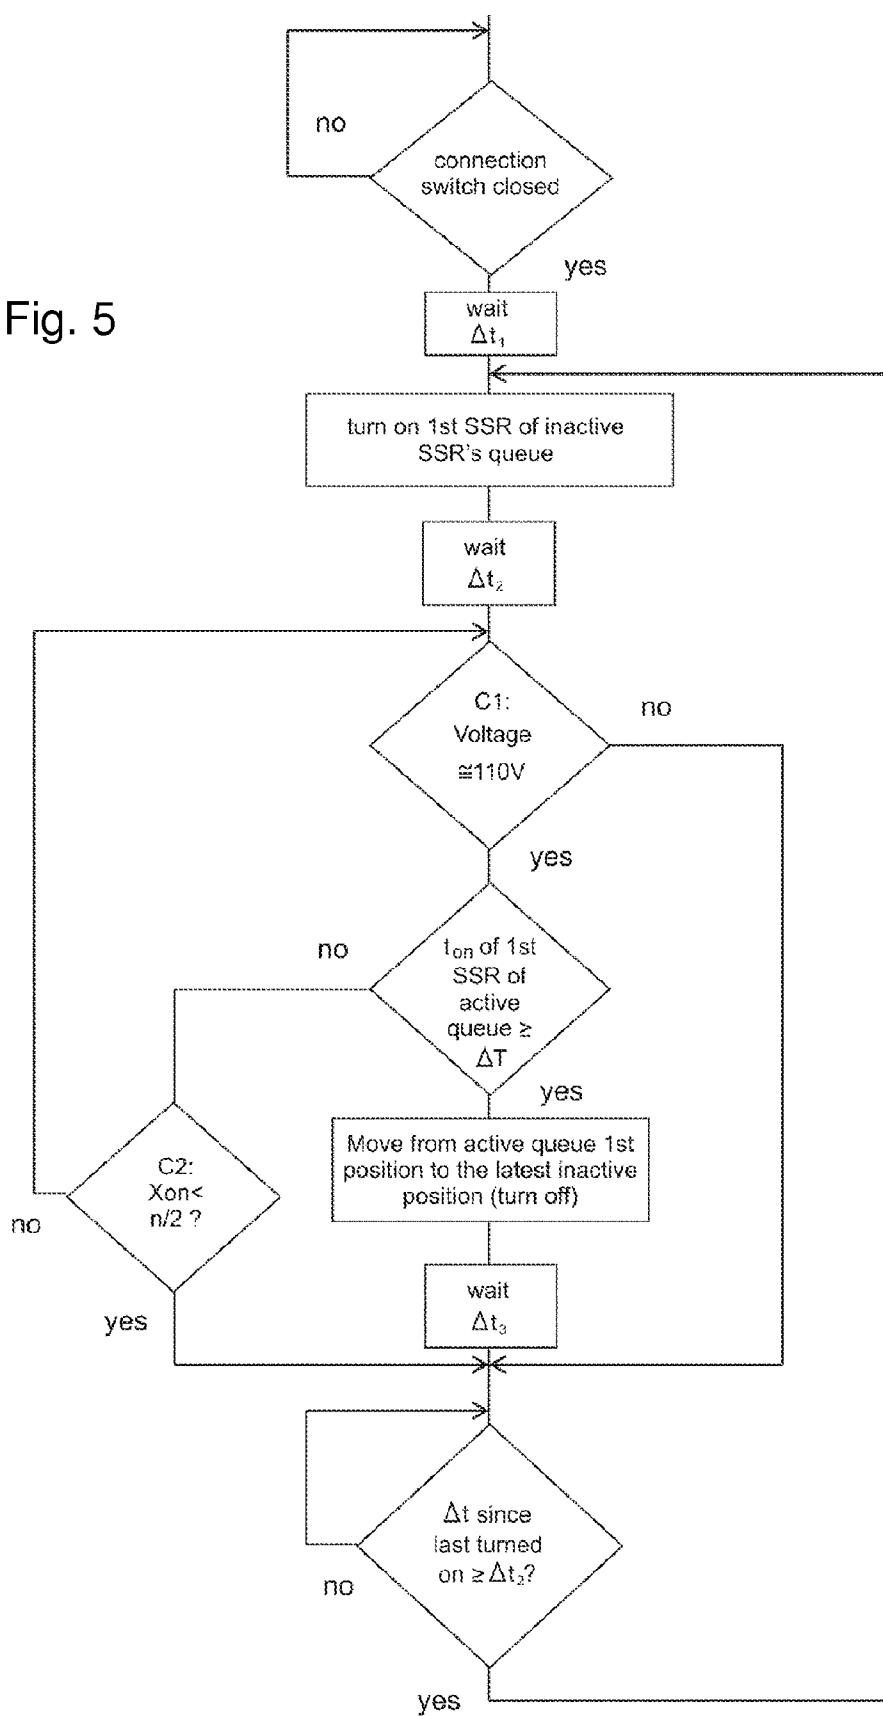 no
connection
switch closed
yes
Fig. 5
wait
Δt₁
turn on 1st SSR of inactive
SSR's queue
wait
Δt₂
C1:
Voltage
≅110V
no
yes
no
tₒₙ of 1st
SSR of
active
queue ≥
ΔT
yes
Move from active queue 1st
position to the latest inactive
position (turn off)
C2:
Xon<
n/2 ?
no
yes
wait
Δt₃
Δt since
last turned
on ≥ Δt₂?
no
yes